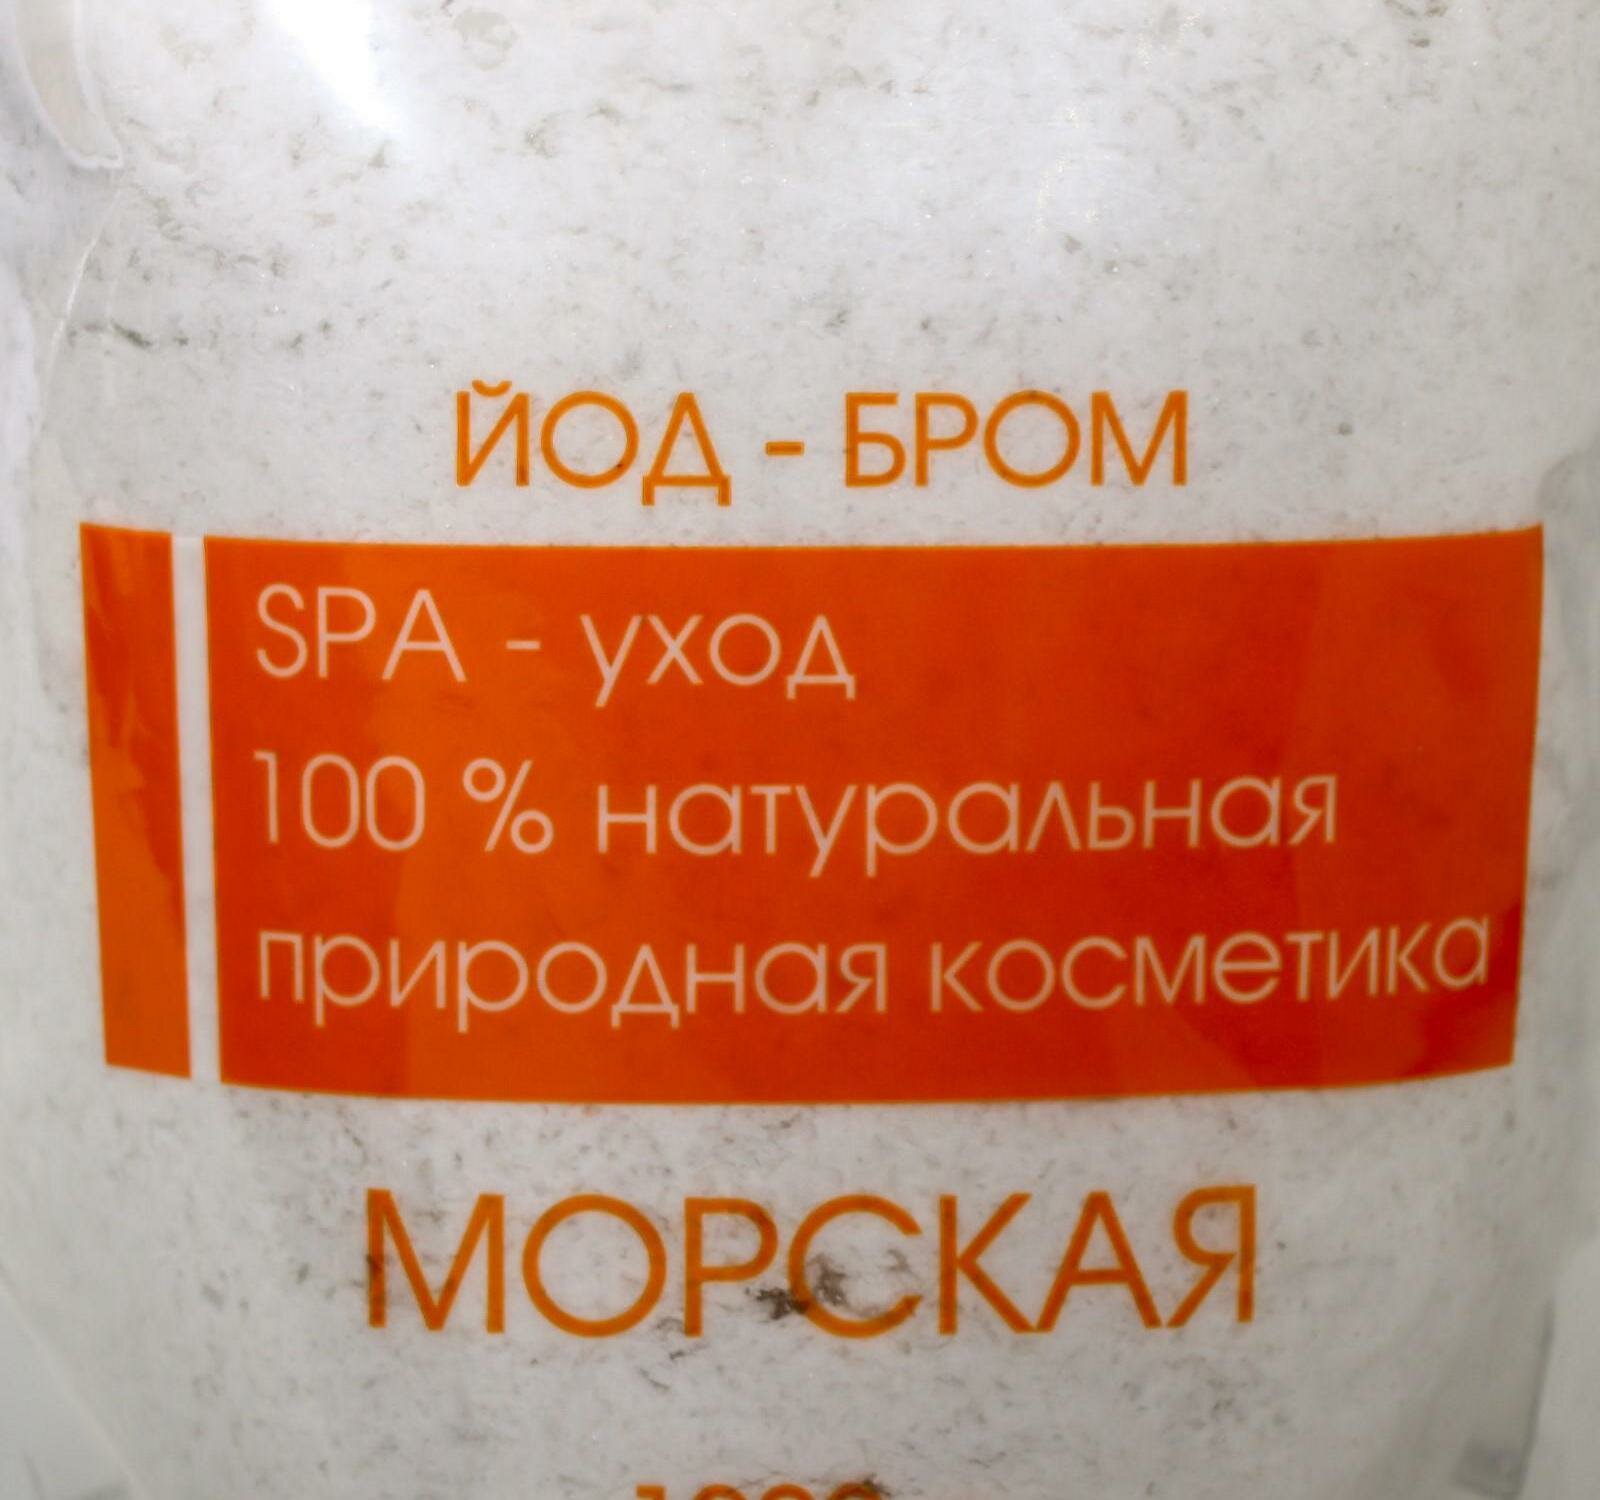 ЙОД - БРОМ
SPA - уход
100 % натуральная
природная косметика
МОРСКАЯ